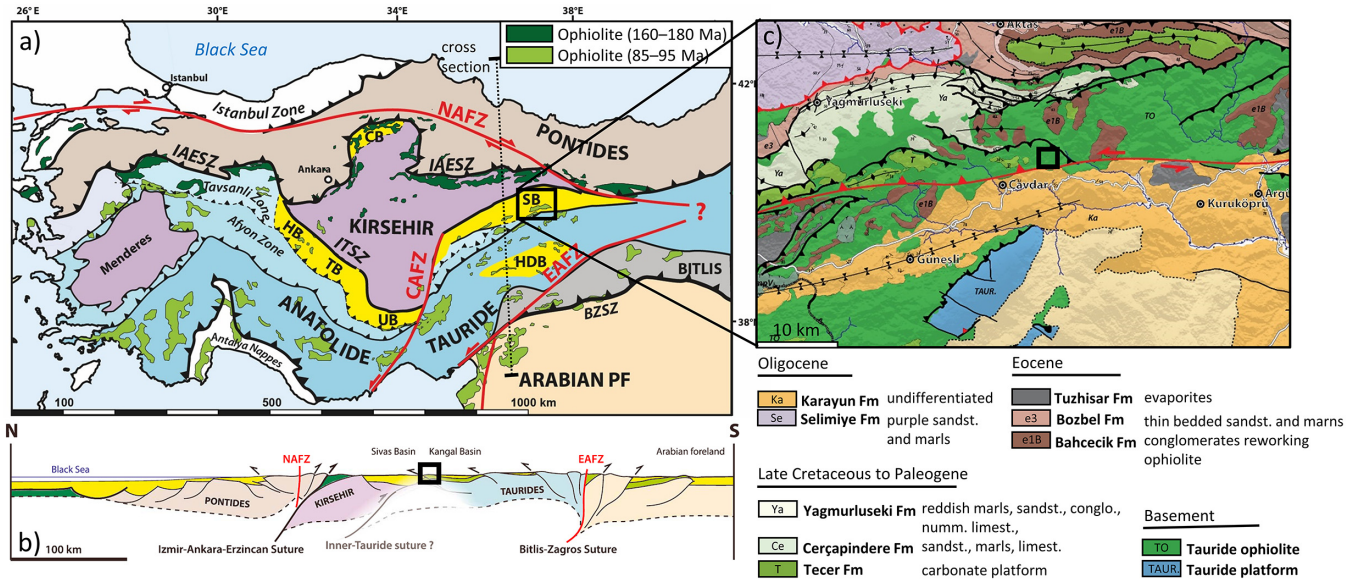 26°E
30°E
34°E
38°E
a)
Black Sea
cross
section
Ophiolite (160–180 Ma)
Ophiolite (85–95 Ma)
Istanbul
Istanbul Zone
NAFZ
PONTIDES
CB
IAESZ
Ankara
IAESZ
Tavsanli
Zone
KIRSEHIR
SB
?
Menderes
Afyon Zone
HB
ITSZ
TB
CAFZ
HDB
EAFZ
BITLIS
UB
BZSZ
ANATOLIDE
TAURIDE
Antalya Nappes
ARABIAN PF
100
500
1000 km
42°N
38°N
c)
Aktas
e1B
Yagmurluseki
Ya
e1B
TO
e3
Ya
T
Cavdar
e1B
Argu
Kuruköprü
Ka
Gunesli
TAUR.
10 km
N
S
Black Sea
NAFZ
Sivas Basin
Kangal Basin
EAFZ
Arabian foreland
PONTIDES
KIRSEHIR
TAURIDES
b)
100 km
Izmir-Ankara-Erzincan Suture
Inner-Tauride suture ?
Bitlis-Zagros Suture
Oligocene
Ka Karayun Fm undifferentiated
Se Selimiye Fm purple sandst.
and marls
Eocene
Tuzhisar Fm evaporites
e3 Bozbel Fm thin bedded sandst. and marns
e1B Bahcecik Fm conglomerates reworking
ophiolite
Late Cretaceous to Paleogene
Ya Yagmurluseki Fm reddish marls, sandst., conglo.,
numm. limest.,
Ce Cerçapindere Fm sandst., marls, limest.
T Tecer Fm carbonate platform
Basement
TO Tauride ophiolite
TAUR. Tauride platform